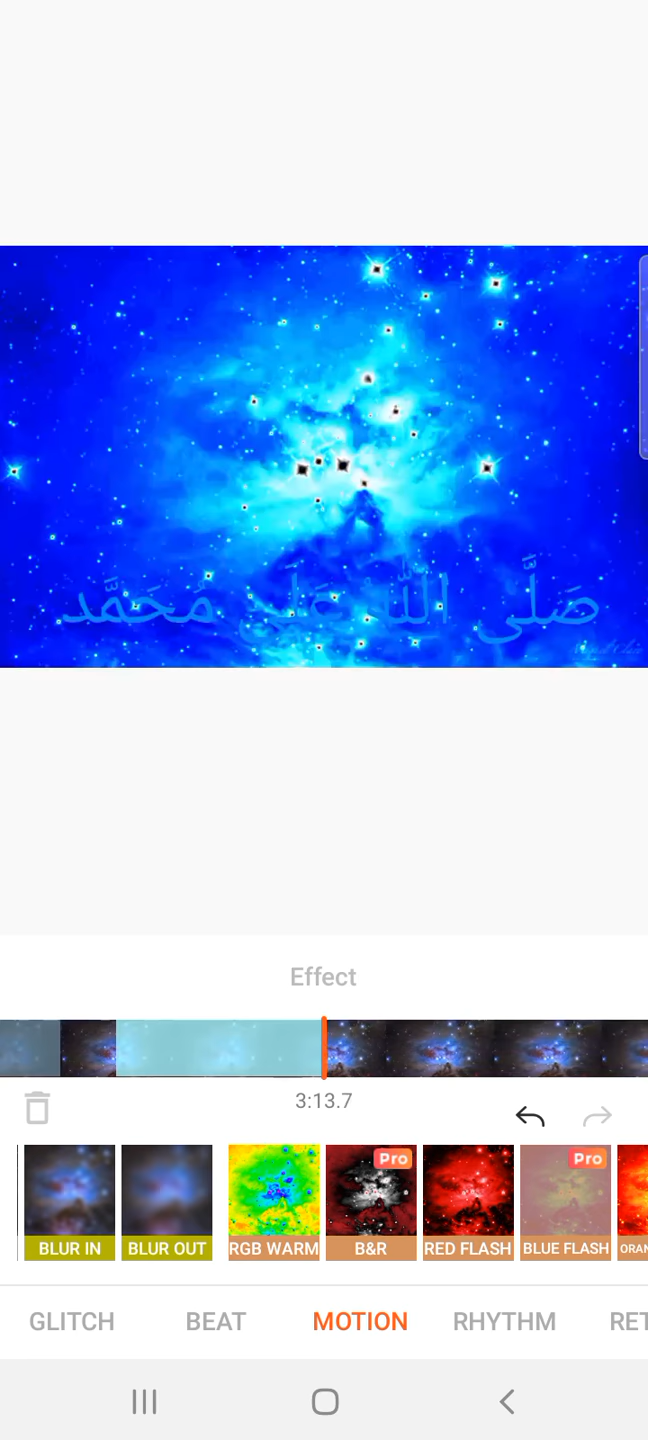 صَلَّى اللَّهُ عَلَى مُحَمَّد
Effect
3:13.7
Pro
Pro
BLUR IN
BLUR OUT
RGB WARM
B&R
RED FLASH
BLUE FLASH
GLITCH
BEAT
MOTION
RHYTHM